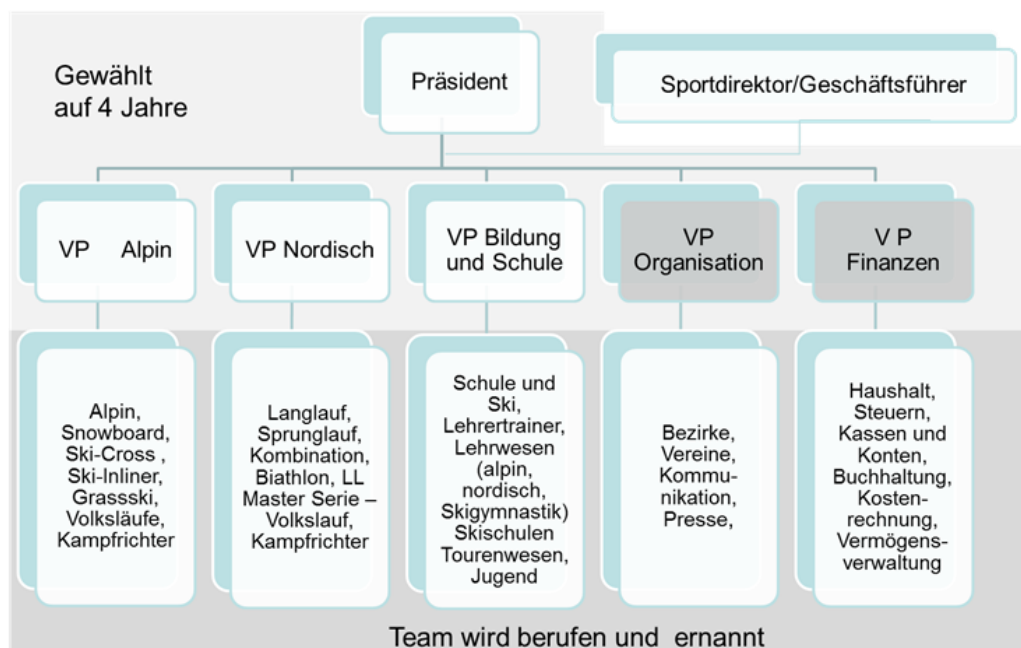 Gewählt
auf 4 Jahre
Präsident
Sportdirektor/Geschäftsführer
VP Alpin
VP Nordisch
VP Bildung
und Schule
VP
Organisation
V P
Finanzen
Alpin,
Snowboard,
Ski-Cross ,
Ski-Inliner,
Grassski,
Volksläufe,
Kampfrichter
Langlauf,
Sprunglauf,
Kombination,
Biathlon, LL
Master Serie –
Volkslauf,
Kampfrichter
Schule und
Ski,
Lehrertrainer,
Lehrwesen
(alpin,
nordisch,
Skigymnastik)
Skischulen
Tourenwesen,
Jugend
Bezirke,
Vereine,
Kommu-
nikation,
Presse,
Haushalt,
Steuern,
Kassen und
Konten,
Buchhaltung,
Kosten-
rechnung,
Vermögens-
verwaltung
Team wird berufen und ernannt